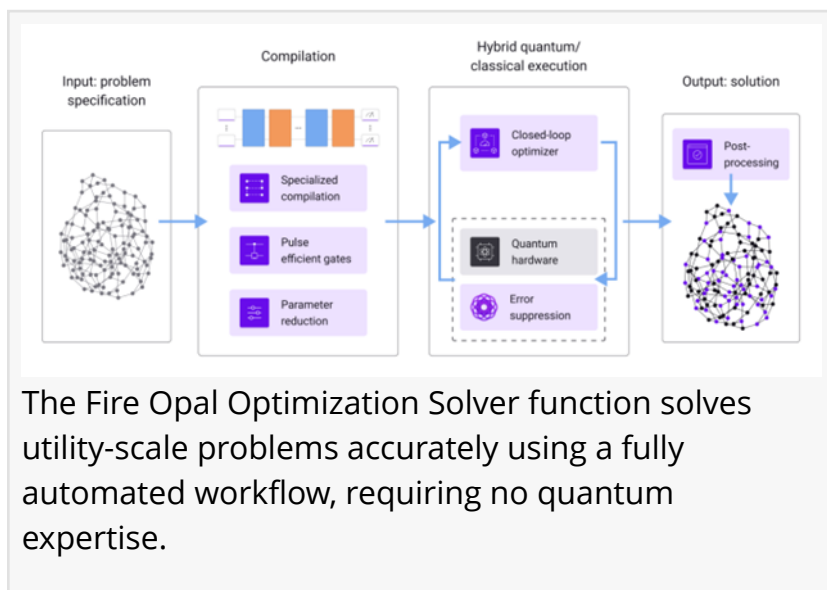 Input: problem
specification
Compilation
Specialized
compilation
Pulse
efficient gates
Parameter
reduction
Hybrid quantum/
classical execution
Closed-loop
optimizer
Quantum
hardware
Error
suppression
Output: solution
Post-
processing
The Fire Opal Optimization Solver function solves
utility-scale problems accurately using a fully
automated workflow, requiring no quantum
expertise.